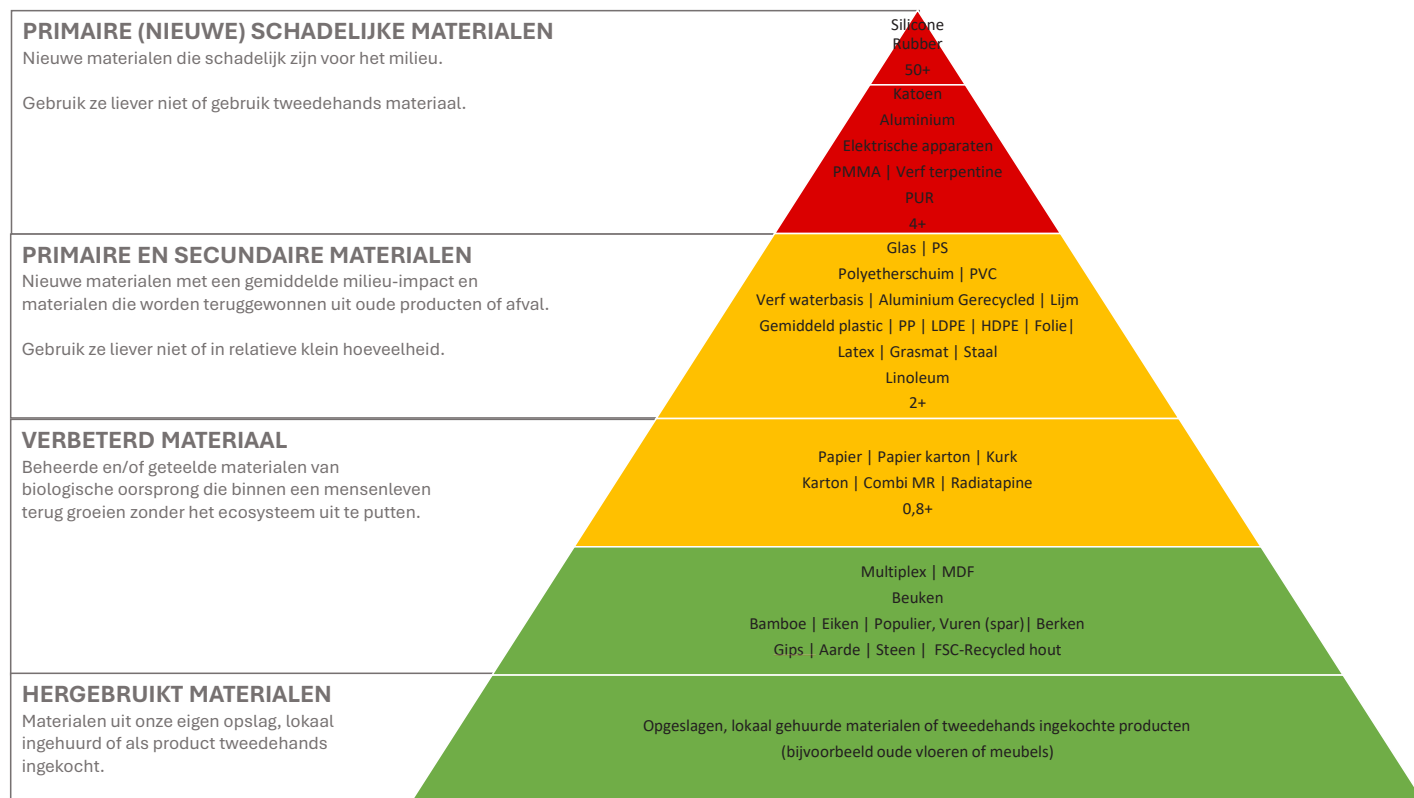 PRIMAIRE (NIEUWE) SCHADELIJKE MATERIALEN
Nieuwe materialen die schadelijk zijn voor het milieu.
Gebruik ze liever niet of gebruik tweedehands materiaal.
Silicone
Rubber
50+
Katoen
Aluminium
Elektrische apparaten
PMMA | Verf terpentine
PUR
4+
PRIMAIRE EN SECUNDAIRE MATERIALEN
Nieuwe materialen met een gemiddelde milieu-impact en
materialen die worden teruggewonnen uit oude producten of afval.
Gebruik ze liever niet of in relatieve klein hoeveelheid.
Glas | PS
Polyetherschuim | PVC
Verf waterbasis | Aluminium Gerecycled | Lijm
Gemiddeld plastic | PP | LDPE | HDPE | Folie|
Latex | Grasmat | Staal
Linoleum
2+
VERBETERD MATERIAAL
Beheerde en/of geteelde materialen van
biologische oorsprong die binnen een mensenleven
terug groeien zonder het ecosysteem uit te putten.
Papier | Papier karton | Kurk
Karton | Combi MR | Radiatapine
0,8+
Multiplex | MDF
Beuken
Bamboe | Eiken | Populier, Vuren (spar)| Berken
Gips | Aarde | Steen | FSC-Recycled hout
HERGEBRUIKT MATERIALEN
Materialen uit onze eigen opslag, lokaal
ingehuurd of als product tweedehands
ingekocht.
Opgeslagen, lokaal gehuurde materialen of tweedehands ingekochte producten
(bijvoorbeeld oude vloeren of meubels)